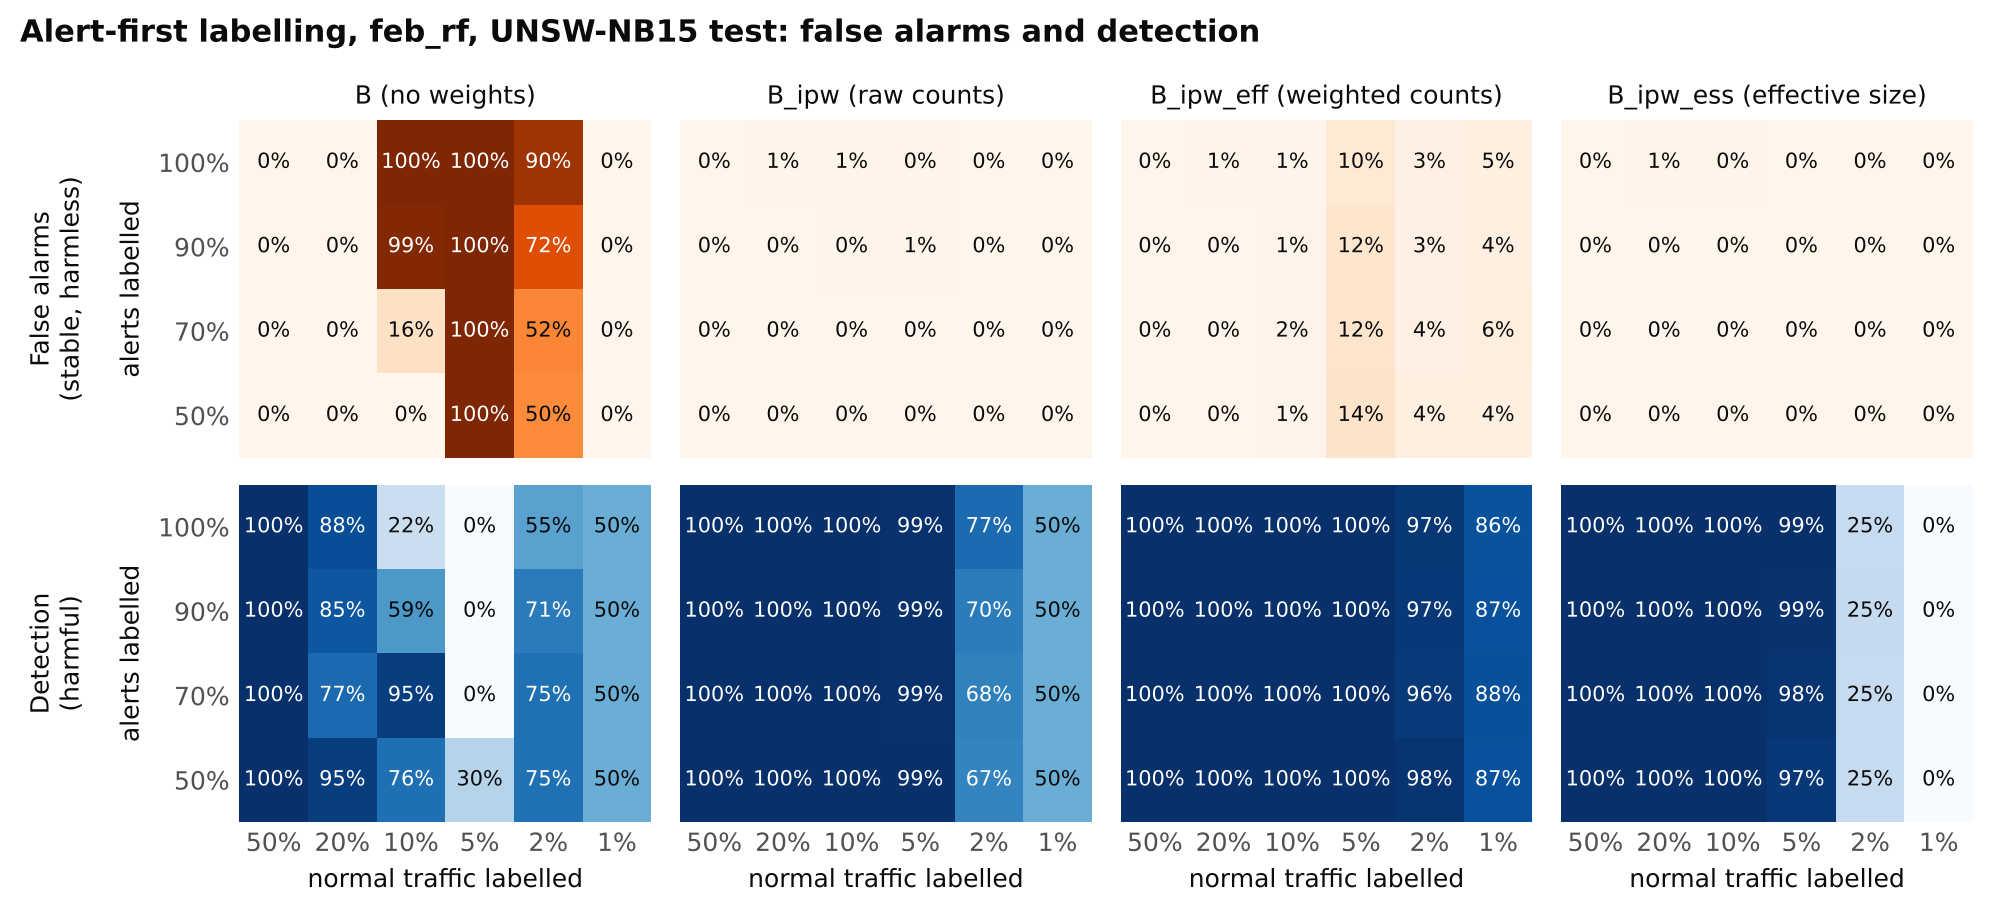 Alert-first labelling, feb_rf, UNSW-NB15 test: false alarms and detection
B (no weights) B_ipw (raw counts) B_ipw_eff (weighted counts) B_ipw_ess (effective size)
False alarms
(stable, harmless)
alerts labelled
100% 0% 0% 100% 100% 90% 0% 0% 1% 1% 0% 0% 0% 0% 1% 1% 10% 3% 5% 0% 1% 0% 0% 0% 0%
90% 0% 0% 99% 100% 72% 0% 0% 0% 0% 1% 0% 0% 0% 0% 1% 12% 3% 4% 0% 0% 0% 0% 0% 0%
70% 0% 0% 16% 100% 52% 0% 0% 0% 0% 0% 0% 0% 0% 0% 2% 12% 4% 6% 0% 0% 0% 0% 0% 0%
50% 0% 0% 0% 100% 50% 0% 0% 0% 0% 0% 0% 0% 0% 0% 1% 14% 4% 4% 0% 0% 0% 0% 0% 0%
Detection
(harmful)
alerts labelled
100% 100% 88% 22% 0% 55% 50% 100% 100% 100% 99% 77% 50% 100% 100% 100% 100% 97% 86% 100% 100% 100% 99% 25% 0%
90% 100% 85% 59% 0% 71% 50% 100% 100% 100% 99% 70% 50% 100% 100% 100% 100% 97% 87% 100% 100% 100% 99% 25% 0%
70% 100% 77% 95% 0% 75% 50% 100% 100% 100% 99% 68% 50% 100% 100% 100% 100% 96% 88% 100% 100% 100% 98% 25% 0%
50% 100% 95% 76% 30% 75% 50% 100% 100% 100% 99% 67% 50% 100% 100% 100% 100% 98% 87% 100% 100% 100% 97% 25% 0%
50% 20% 10% 5% 2% 1% 50% 20% 10% 5% 2% 1% 50% 20% 10% 5% 2% 1% 50% 20% 10% 5% 2% 1%
normal traffic labelled normal traffic labelled normal traffic labelled normal traffic labelled